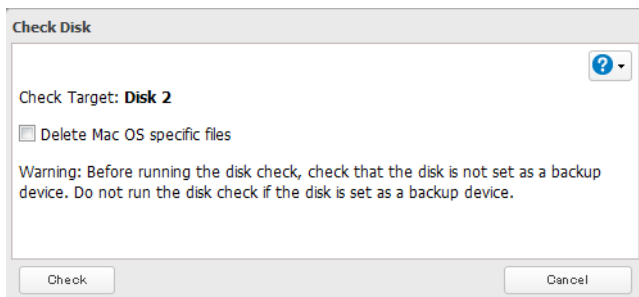 Check Disk
?
Check Target: Disk 2
Delete Mac OS specific files
Warning: Before running the disk check, check that the disk is not set as a backup
device. Do not run the disk check if the disk is set as a backup device.
Check
Cancel